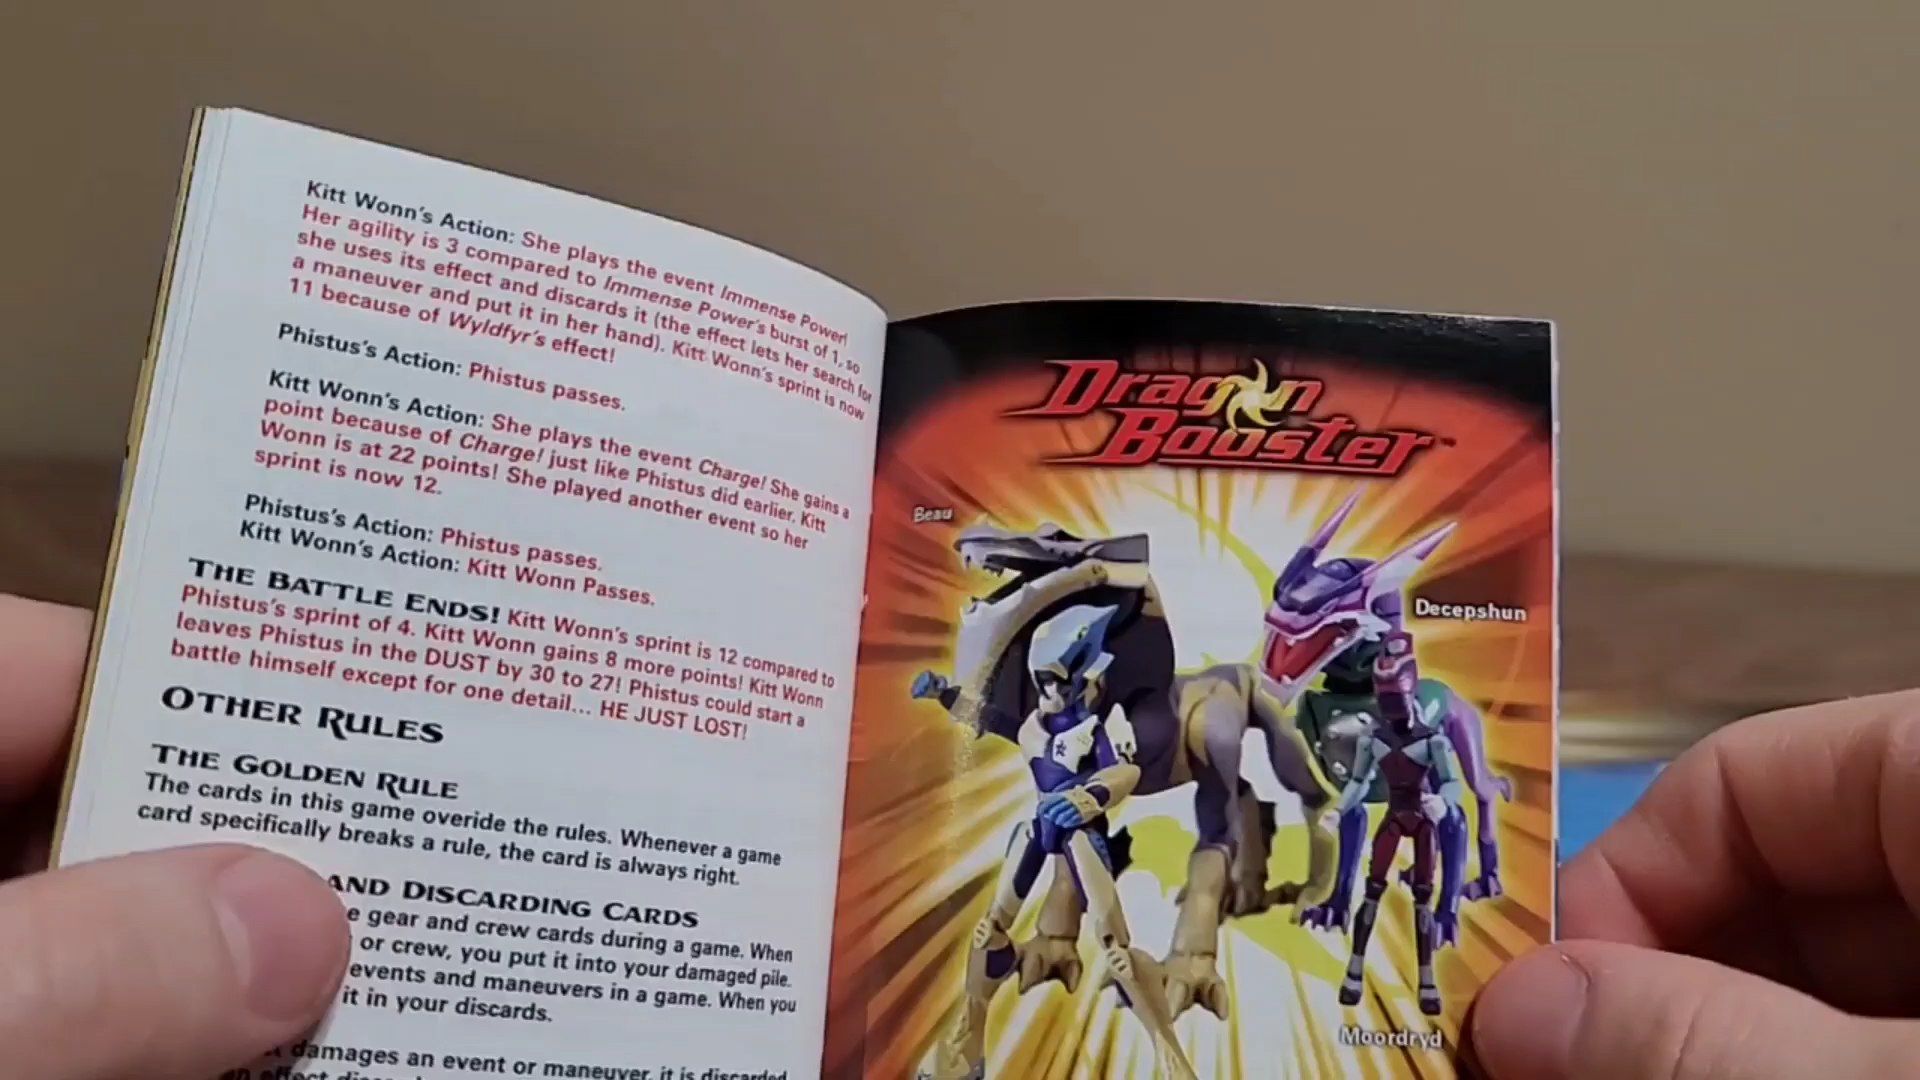 Kitt Wonn's Action: She plays the event Immense Power!
Her agility is 3 compared to Immense Power's burst of 1, so
she uses its effect and discards it (the effect lets her search for
a maneuver and put it in her hand). Kitt Wonn's sprint is now
11 because of Wyldfyr's effect!
Phistus's Action: Phistus passes.
Kitt Wonn's Action: She plays the event Charge! She gains a
point because of Charge! just like Phistus did earlier. Kitt
Wonn is at 22 points! She played another event so her
sprint is now 12.
Phistus's Action: Phistus passes.
Kitt Wonn's Action: Kitt Wonn Passes.
THE BATTLE ENDS! Kitt Wonn's sprint is 12 compared to
Phistus's sprint of 4. Kitt Wonn gains 8 more points! Kitt Wonn
leaves Phistus in the DUST by 30 to 27! Phistus could start a
battle himself except for one detail... HE JUST LOST!
OTHER RULES
THE GOLDEN RULE
The cards in this game overide the rules. Whenever a game
card specifically breaks a rule, the card is always right.
AND DISCARDING CARDS
gear and crew cards during a game. When
or crew, you put it into your damaged pile.
events and maneuvers in a game. When you
it in your discards.
damages an event or maneuver, it is discarded
effect
Dragon
Booster™
Beau
Decepshun
Moordryd